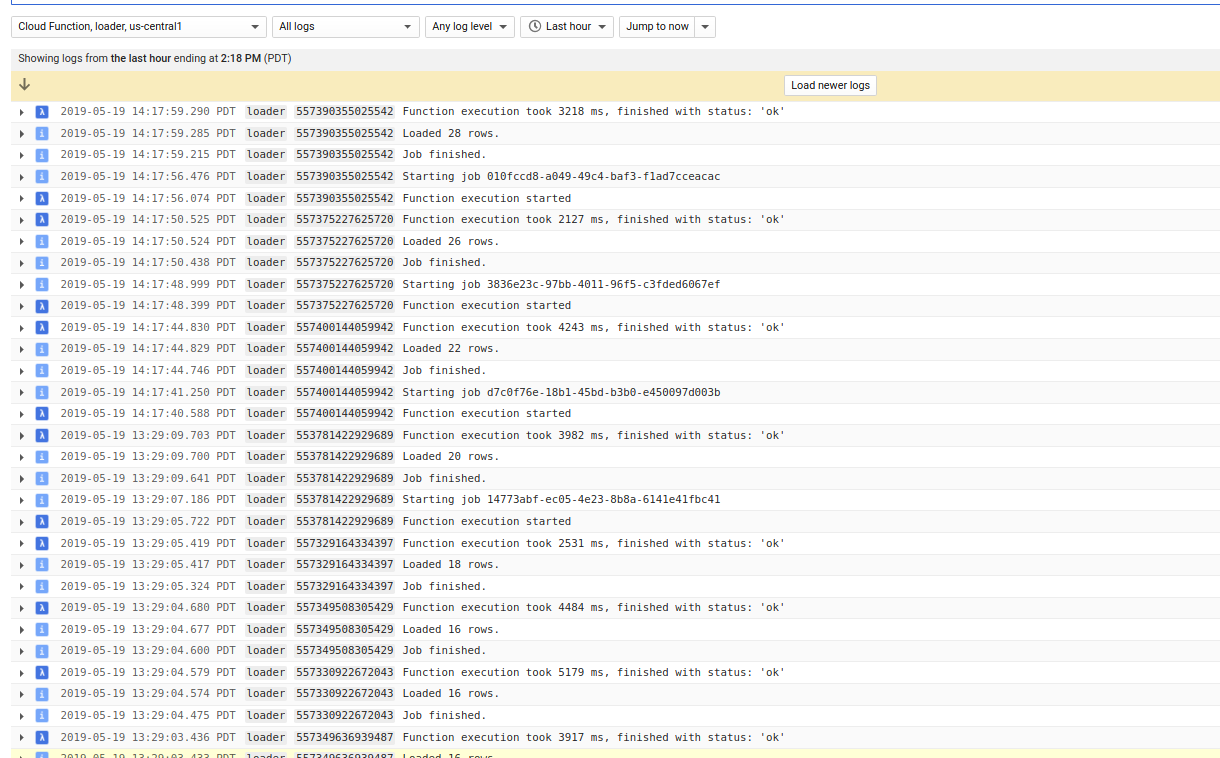 Cloud Function, loader, us-central1 All logs Any log level Last hour Jump to now
Showing logs from the last hour ending at 2:18 PM (PDT)
Load newer logs
λ 2019-05-19 14:17:59.290 PDT loader 557390355025542 Function execution took 3218 ms, finished with status: 'ok'
i 2019-05-19 14:17:59.285 PDT loader 557390355025542 Loaded 28 rows.
i 2019-05-19 14:17:59.215 PDT loader 557390355025542 Job finished.
i 2019-05-19 14:17:56.476 PDT loader 557390355025542 Starting job 010fccd8-a049-49c4-baf3-f1ad7cceacac
λ 2019-05-19 14:17:56.074 PDT loader 557390355025542 Function execution started
λ 2019-05-19 14:17:50.525 PDT loader 557375227625720 Function execution took 2127 ms, finished with status: 'ok'
i 2019-05-19 14:17:50.524 PDT loader 557375227625720 Loaded 26 rows.
i 2019-05-19 14:17:50.438 PDT loader 557375227625720 Job finished.
i 2019-05-19 14:17:48.999 PDT loader 557375227625720 Starting job 3836e23c-97bb-4011-96f5-c3fded6067ef
λ 2019-05-19 14:17:48.399 PDT loader 557375227625720 Function execution started
λ 2019-05-19 14:17:44.830 PDT loader 557400144059942 Function execution took 4243 ms, finished with status: 'ok'
i 2019-05-19 14:17:44.829 PDT loader 557400144059942 Loaded 22 rows.
i 2019-05-19 14:17:44.746 PDT loader 557400144059942 Job finished.
i 2019-05-19 14:17:41.250 PDT loader 557400144059942 Starting job d7c0f76e-18b1-45bd-b3b0-e450097d003b
λ 2019-05-19 14:17:40.588 PDT loader 557400144059942 Function execution started
λ 2019-05-19 13:29:09.703 PDT loader 553781422929689 Function execution took 3982 ms, finished with status: 'ok'
i 2019-05-19 13:29:09.700 PDT loader 553781422929689 Loaded 20 rows.
i 2019-05-19 13:29:09.641 PDT loader 553781422929689 Job finished.
i 2019-05-19 13:29:07.186 PDT loader 553781422929689 Starting job 14773abf-ec05-4e23-8b8a-6141e41fbc41
λ 2019-05-19 13:29:05.722 PDT loader 553781422929689 Function execution started
λ 2019-05-19 13:29:05.419 PDT loader 557329164334397 Function execution took 2531 ms, finished with status: 'ok'
i 2019-05-19 13:29:05.417 PDT loader 557329164334397 Loaded 18 rows.
i 2019-05-19 13:29:05.324 PDT loader 557329164334397 Job finished.
λ 2019-05-19 13:29:04.680 PDT loader 557349508305429 Function execution took 4484 ms, finished with status: 'ok'
i 2019-05-19 13:29:04.677 PDT loader 557349508305429 Loaded 16 rows.
i 2019-05-19 13:29:04.600 PDT loader 557349508305429 Job finished.
λ 2019-05-19 13:29:04.579 PDT loader 557330922672043 Function execution took 5179 ms, finished with status: 'ok'
i 2019-05-19 13:29:04.574 PDT loader 557330922672043 Loaded 16 rows.
i 2019-05-19 13:29:04.475 PDT loader 557330922672043 Job finished.
λ 2019-05-19 13:29:03.436 PDT loader 557349636939487 Function execution took 3917 ms, finished with status: 'ok'
2019-05-19 13:29:03.433 PDT loader 557349636939487 Loaded 16 rows.